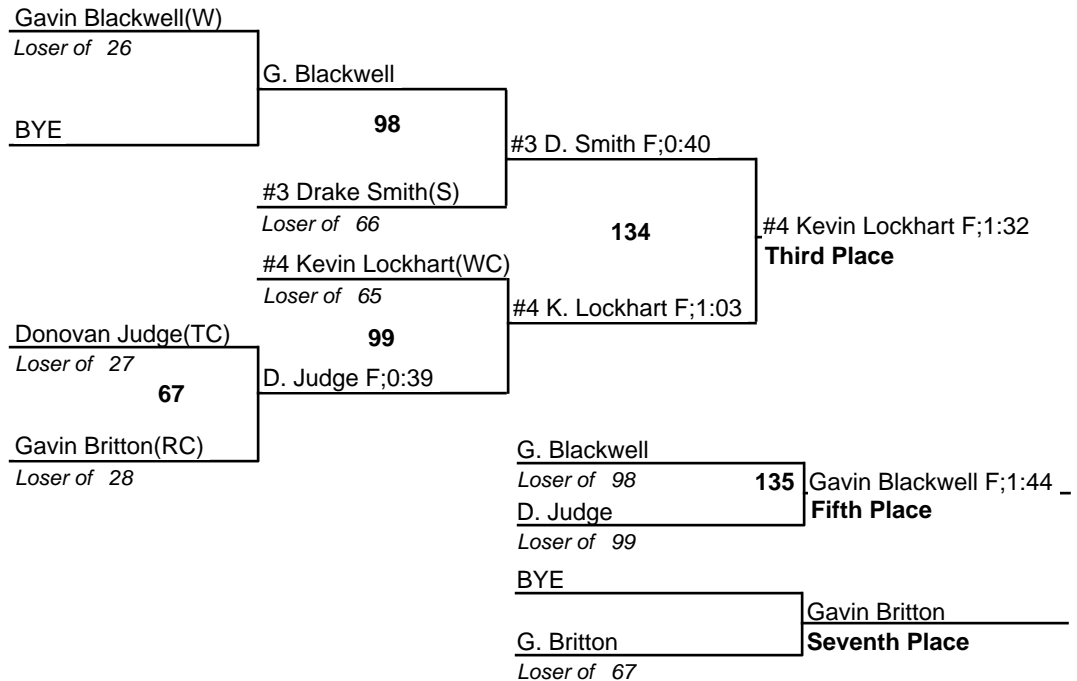 Gavin Blackwell(W)
Loser of 26
G. Blackwell
98
BYE
#3 D. Smith F;0:40
#3 Drake Smith(S)
Loser of 66
134
#4 Kevin Lockhart F;1:32
Third Place
#4 Kevin Lockhart(WC)
Loser of 65
#4 K. Lockhart F;1:03
Donovan Judge(TC)
Loser of 27
99
67
D. Judge F;0:39
Gavin Britton(RC)
Loser of 28
G. Blackwell
Loser of 98
135
Gavin Blackwell F;1:44
Fifth Place
D. Judge
Loser of 99
BYE
Gavin Britton
Seventh Place
G. Britton
Loser of 67